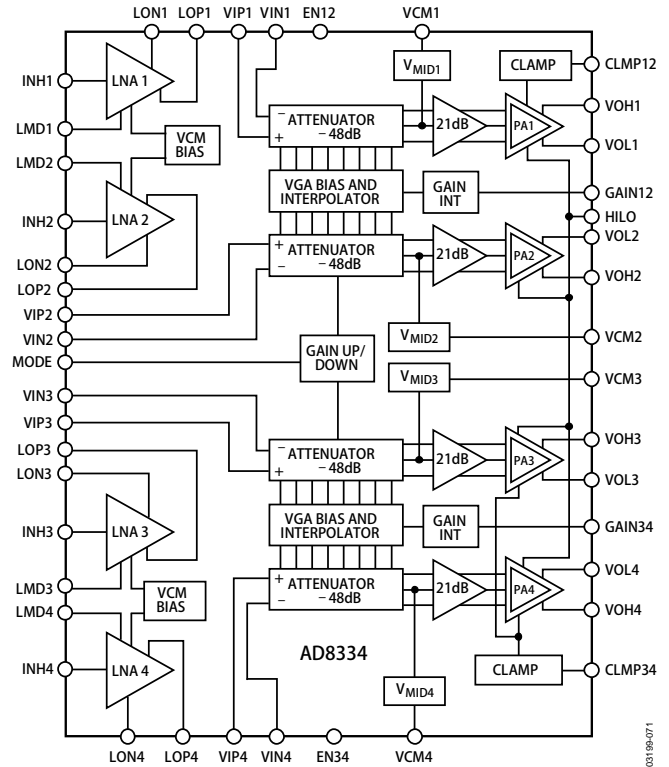 LON1 LOP1 VIP1 VIN1 EN12 VCM1
INH1
LNA 1
VMID1
CLAMP
CLMP12
LMD1
VCM
BIAS
–
+
ATTENUATOR
–48dB
21dB
PA1
VOH1
VOL1
LMD2
VGA BIAS AND
INTERPOLATOR
GAIN
INT
GAIN12
HILO
INH2
LNA 2
+
–
ATTENUATOR
–48dB
21dB
PA2
VOL2
VOH2
LON2
LOP2
VIP2
VIN2
MODE
GAIN UP/
DOWN
VMID2
VCM2
VMID3
VCM3
VIN3
VIP3
LOP3
LON3
–
+
ATTENUATOR
–48dB
21dB
PA3
VOH3
VOL3
INH3
LNA 3
VGA BIAS AND
INTERPOLATOR
GAIN
INT
GAIN34
LMD3
LMD4
VCM
BIAS
+
–
ATTENUATOR
–48dB
21dB
PA4
VOL4
VOH4
INH4
LNA 4
AD8334
CLAMP
CLMP34
VMID4
LON4 LOP4 VIP4 VIN4 EN34 VCM4
03199-071